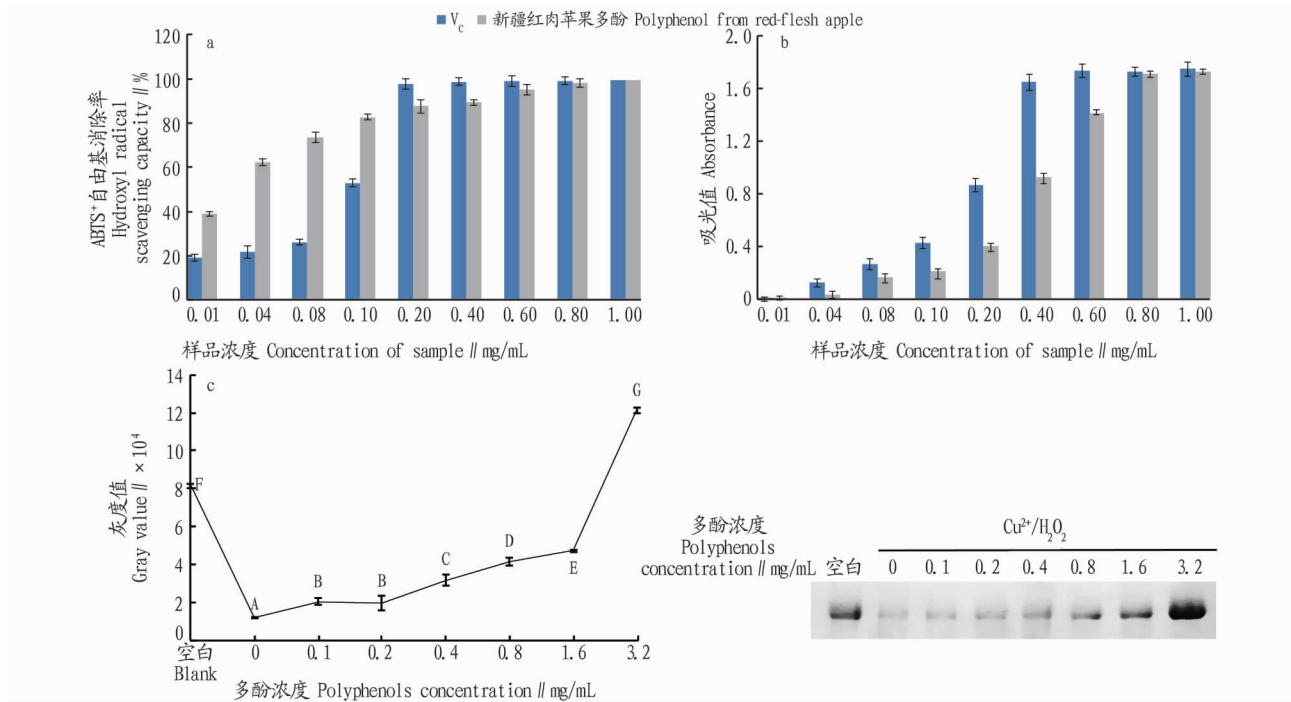 V_C 新疆红肉苹果多酚 Polyphenol from red-flesh apple
a
ABTS⁺自由基消除率
Hydroxyl radical
scavenging capacity∥%
120
100
80
60
40
20
0
0.01 0.04 0.08 0.10 0.20 0.40 0.60 0.80 1.00
样品浓度 Concentration of sample∥mg/mL
b
吸光值 Absorbance
2.0
1.6
1.2
0.8
0.4
0
0.01 0.04 0.08 0.10 0.20 0.40 0.60 0.80 1.00
样品浓度 Concentration of sample∥mg/mL
c
灰度值
Gray value∥×10⁴
14
12
10
8
6
4
2
0
F A B B C D E G
空白 0 0.1 0.2 0.4 0.8 1.6 3.2
Blank
多酚浓度 Polyphenols concentration∥mg/mL
多酚浓度
Polyphenols
concentration∥mg/mL
Cu²⁺/H₂O₂
空白 0 0.1 0.2 0.4 0.8 1.6 3.2